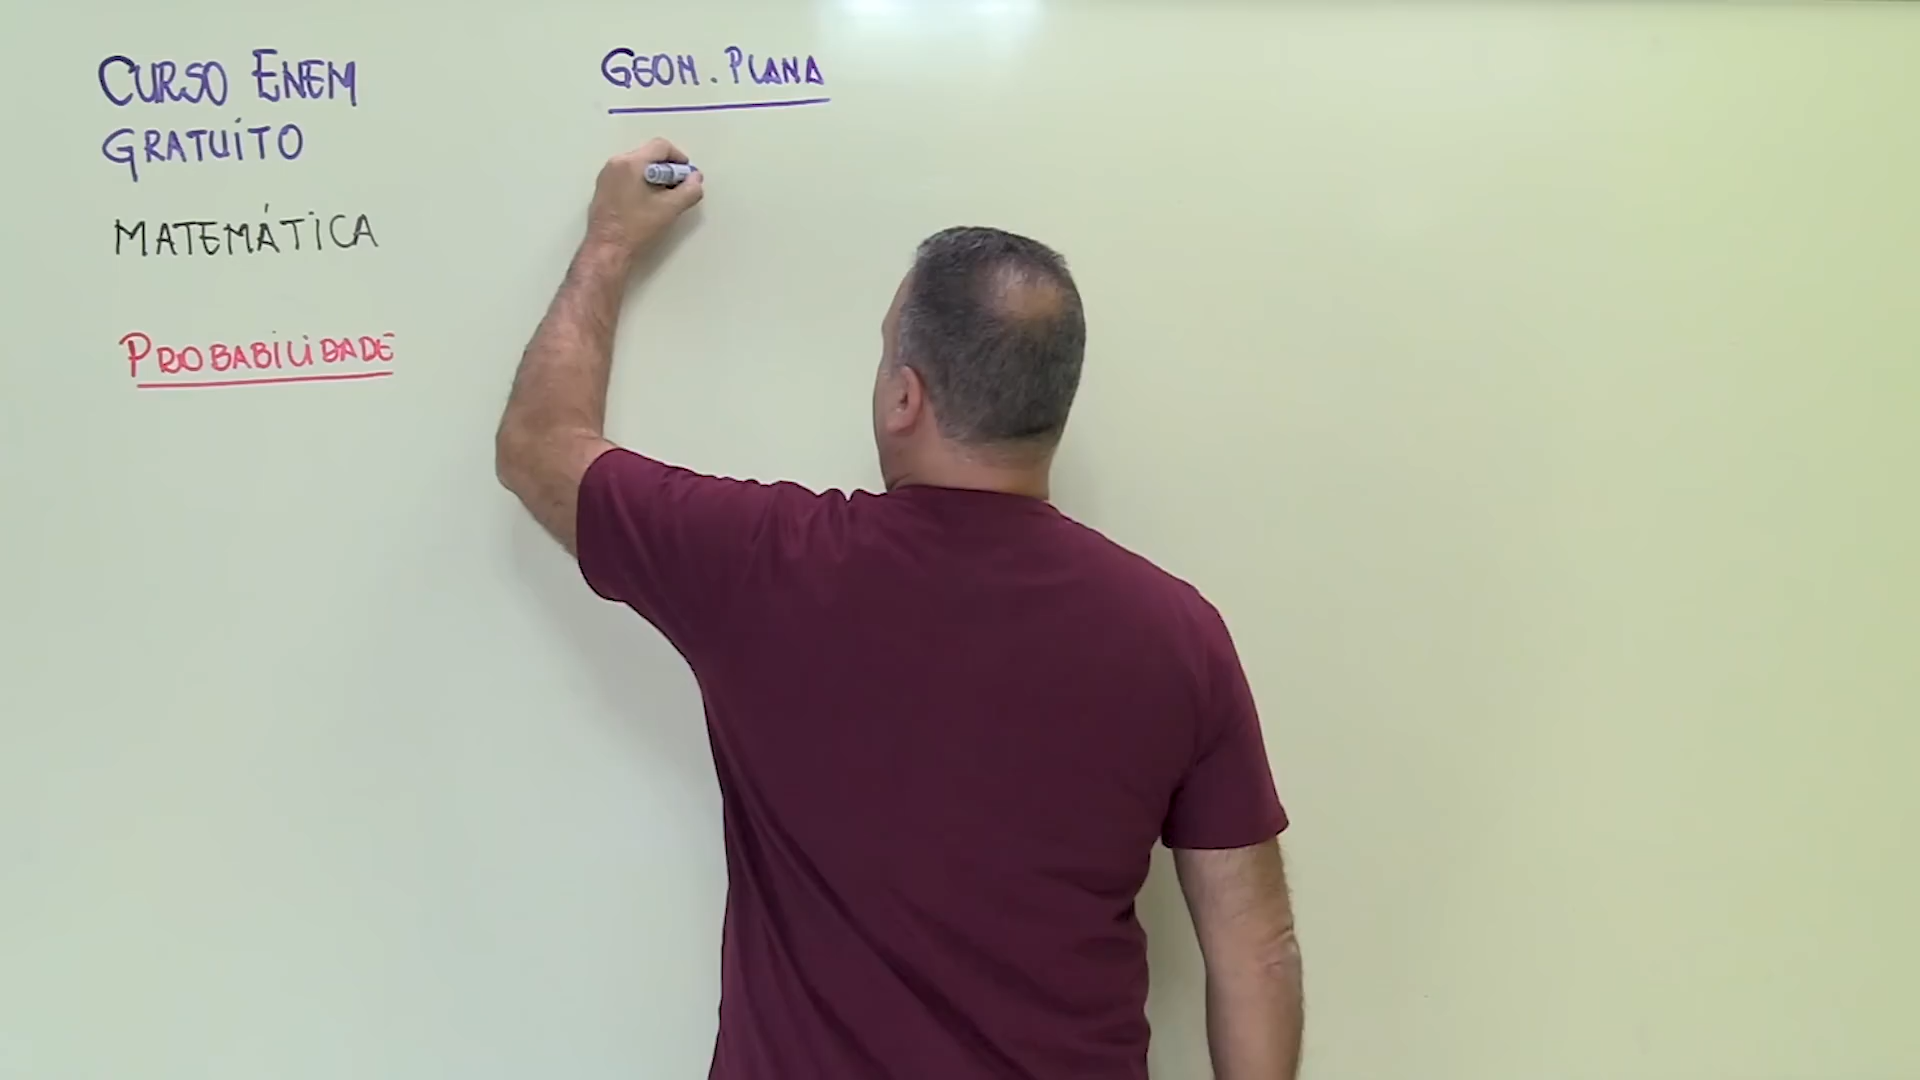 CURSO ENEM
GRATUITO
MATEMÁTICA
PROBABILIDADE
GEOM. PLANA